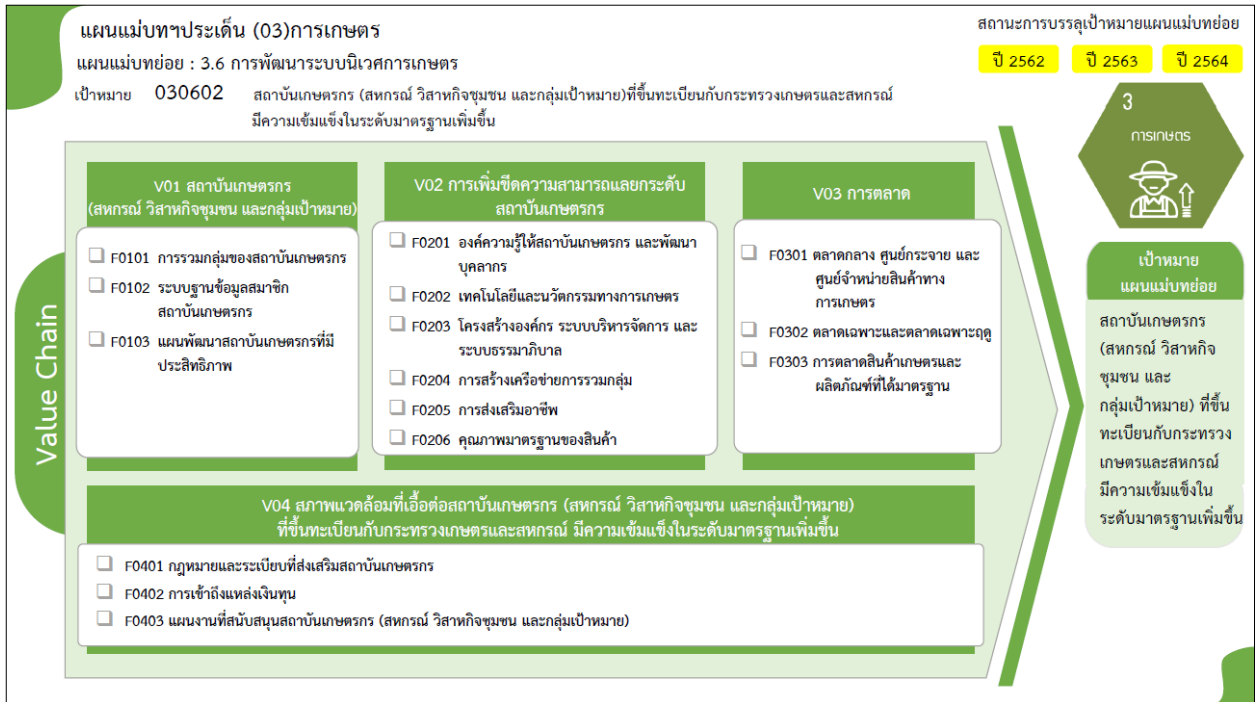 แผนแม่บทฯประเด็น (03)การเกษตร
สถานะการบรรลุเป้าหมายแผนแม่บทย่อย
แผนแม่บทย่อย : 3.6 การพัฒนาระบบนิเวศการเกษตร
ปี 2562
ปี 2563
ปี 2564
เป้าหมาย 030602 สถาบันเกษตรกร (สหกรณ์ วิสาหกิจชุมชน และกลุ่มเป้าหมาย)ที่ขึ้นทะเบียนกับกระทรวงเกษตรและสหกรณ์
มีความเข้มแข็งในระดับมาตรฐานเพิ่มขึ้น
3
การเกษตร
Value Chain
V01 สถาบันเกษตรกร
(สหกรณ์ วิสาหกิจชุมชน และกลุ่มเป้าหมาย)
F0101 การรวมกลุ่มของสถาบันเกษตรกร
F0102 ระบบฐานข้อมูลสมาชิก
สถาบันเกษตรกร
F0103 แผนพัฒนาสถาบันเกษตรกรที่มี
ประสิทธิภาพ
V02 การเพิ่มขีดความสามารถแลยกระดับ
สถาบันเกษตรกร
F0201 องค์ความรู้ให้สถาบันเกษตรกร และพัฒนา
บุคลากร
F0202 เทคโนโลยีและนวัตกรรมทางการเกษตร
F0203 โครงสร้างองค์กร ระบบบริหารจัดการ และ
ระบบธรรมาภิบาล
F0204 การสร้างเครือข่ายการรวมกลุ่ม
F0205 การส่งเสริมอาชีพ
F0206 คุณภาพมาตรฐานของสินค้า
V03 การตลาด
F0301 ตลาดกลาง ศูนย์กระจาย และ
ศูนย์จำหน่ายสินค้าทาง
การเกษตร
F0302 ตลาดเฉพาะและตลาดเฉพาะฤดู
F0303 การตลาดสินค้าเกษตรและ
ผลิตภัณฑ์ที่ได้มาตรฐาน
V04 สภาพแวดล้อมที่เอื้อต่อสถาบันเกษตรกร (สหกรณ์ วิสาหกิจชุมชน และกลุ่มเป้าหมาย)
ที่ขึ้นทะเบียนกับกระทรวงเกษตรและสหกรณ์ มีความเข้มแข็งในระดับมาตรฐานเพิ่มขึ้น
F0401 กฎหมายและระเบียบที่ส่งเสริมสถาบันเกษตรกร
F0402 การเข้าถึงแหล่งเงินทุน
F0403 แผนงานที่สนับสนุนสถาบันเกษตรกร (สหกรณ์ วิสาหกิจชุมชน และกลุ่มเป้าหมาย)
เป้าหมาย
แผนแม่บทย่อย
สถาบันเกษตรกร
(สหกรณ์ วิสาหกิจ
ชุมชน และ
กลุ่มเป้าหมาย) ที่ขึ้น
ทะเบียนกับกระทรวง
เกษตรและสหกรณ์
มีความเข้มแข็งใน
ระดับมาตรฐานเพิ่มขึ้น